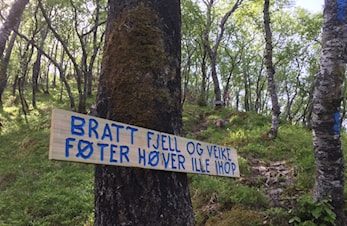 BRATT FJELL OG VEIKE
FØTER HØVER ILLE IHOP